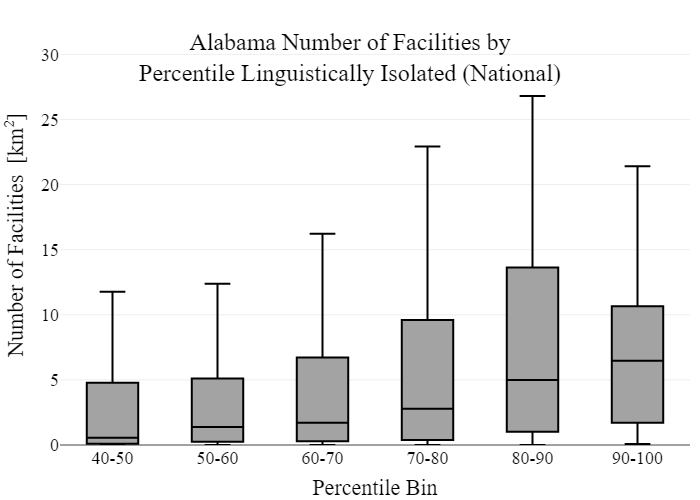 Alabama Number of Facilities by
Percentile Linguistically Isolated (National)
Number of Facilities [km²]
30
25
20
15
10
5
0
40-50 50-60 60-70 70-80 80-90 90-100
Percentile Bin